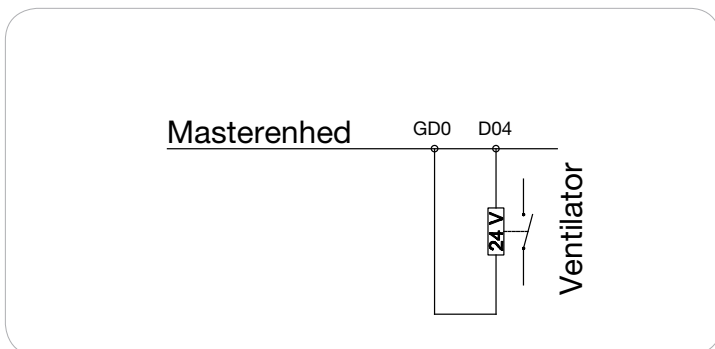 Masterenhed
GD0
D04
24 V
Ventilator